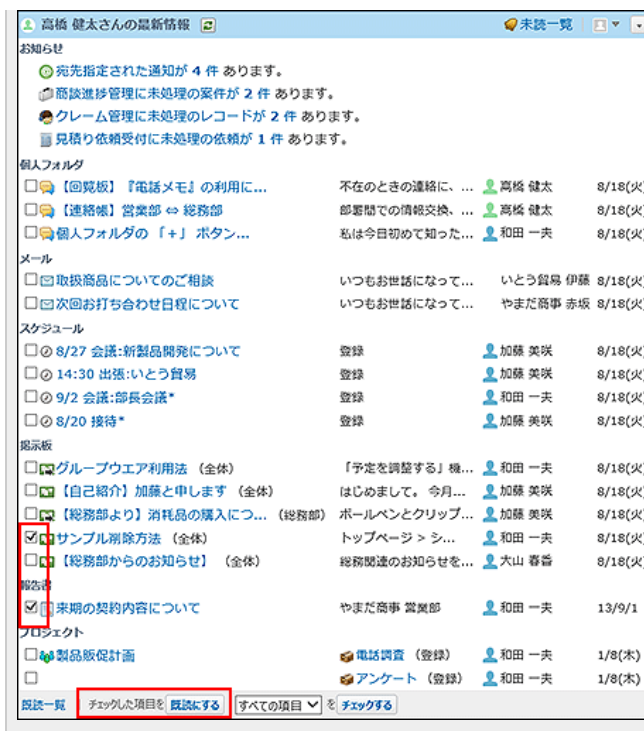 高橋 健太さんの最新情報 未読一覧
お知らせ
宛先指定された通知が 4 件 あります。
商談進捗管理に未処理の案件が 2 件 あります。
クレーム管理に未処理のレコードが 2 件 あります。
見積り依頼受付に未処理の依頼が 1 件 あります。
個人フォルダ
【回覧板】『電話メモ』の利用に... 不在のときの連絡に、... 高橋 健太 8/18(火)
【連絡帳】営業部 ⇔ 総務部 部署間での情報交換、... 高橋 健太 8/18(火)
個人フォルダの「+」ボタン... 私は今日初めて知った... 和田 一夫 8/18(火)
メール
取扱商品についてのご相談 いつもお世話になって... いとう貿易 伊藤 8/18(火)
次回お打ち合わせ日程について いつもお世話になって... やまだ商事 赤坂 8/18(火)
スケジュール
8/27 会議:新製品開発について 登録 加藤 美咲 8/18(火)
14:30 出張:いとう貿易 登録 加藤 美咲 8/18(火)
9/2 会議:部長会議* 登録 和田 一夫 8/18(火)
8/20 接待* 登録 加藤 美咲 8/18(火)
掲示板
グループウエア利用法 (全体) 「予定を調整する」機... 和田 一夫 8/18(火)
【自己紹介】加藤と申します (全体) はじめまして。 今月... 加藤 美咲 8/18(火)
【総務部より】消耗品の購入につ... (総務部) ボールペンとクリップ... 加藤 美咲 8/18(火)
サンプル削除方法 (全体) トップページ > シ... 和田 一夫 8/18(火)
【総務部からのお知らせ】 (全体) 総務関連のお知らせを... 大山 春香 8/18(火)
報告書
来期の契約内容について やまだ商事 営業部 和田 一夫 13/9/1
プロジェクト
製品販促計画 電話調査 (登録) 和田 一夫 1/8(木)
アンケート (登録) 和田 一夫 1/8(木)
既読一覧 チェックした項目を 既読にする すべての項目 を チェックする